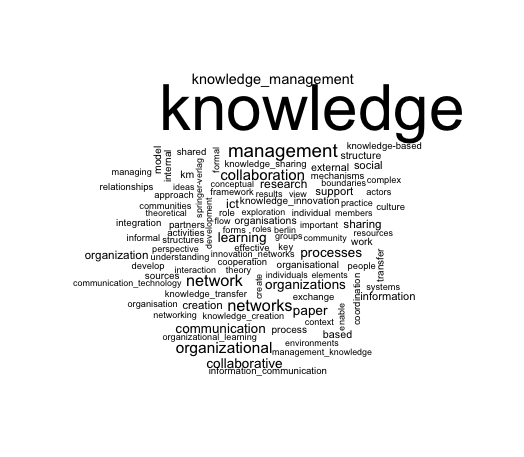 knowledge_management
knowledge
management knowledge-based
model internal shared formal knowledge_sharing structure
managing km springer-verlag collaboration external social
mechanisms
relationships ideas conceptual research boundaries complex
approach framework results view support actors
communities development ict knowledge_innovation practice culture
theoretical role exploration individual members
integration partners flow organisations important sharing
activities forms roles berlin resources
informal structures learning groups community work
perspective effective key
organization understanding innovation_networks processes transfer
develop cooperation organisational people
sources interaction theory individuals elements
communication_technology network create organizations systems
knowledge_transfer exchange coordination information
organisation creation networks paper enable
networking knowledge_creation context
communication process based
organizational_learning environments
organizational management_knowledge
collaborative
information_communication